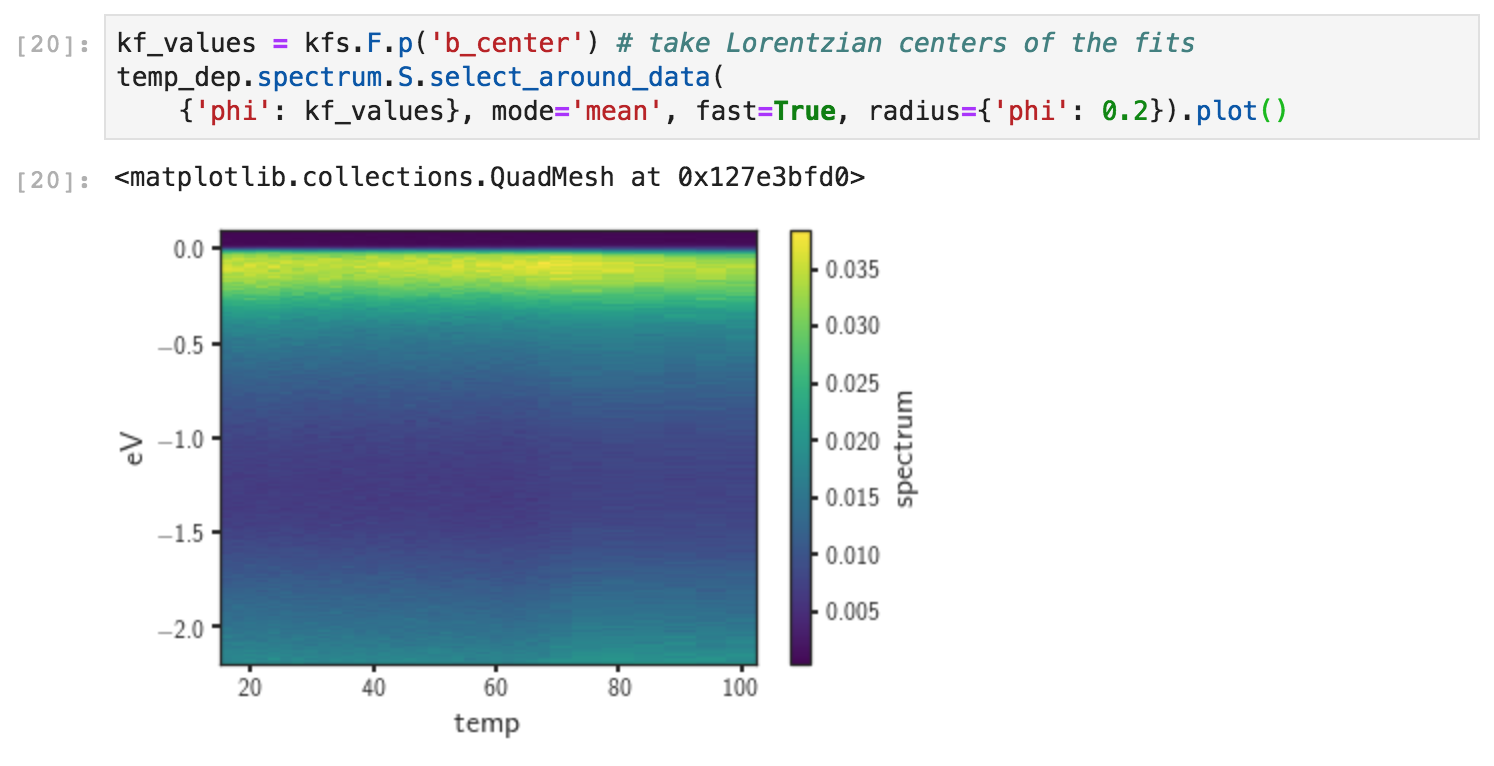 [20]: kf_values = kfs.F.p('b_center') # take Lorentzian centers of the fits
temp_dep.spectrum.S.select_around_data(
    {'phi': kf_values}, mode='mean', fast=True, radius={'phi': 0.2}).plot()
[20]: <matplotlib.collections.QuadMesh at 0x127e3bfd0>
0.0
−0.5
−1.0
−1.5
−2.0
eV
20 40 60 80 100
temp
0.035
0.030
0.025
0.020
0.015
0.010
0.005
spectrum